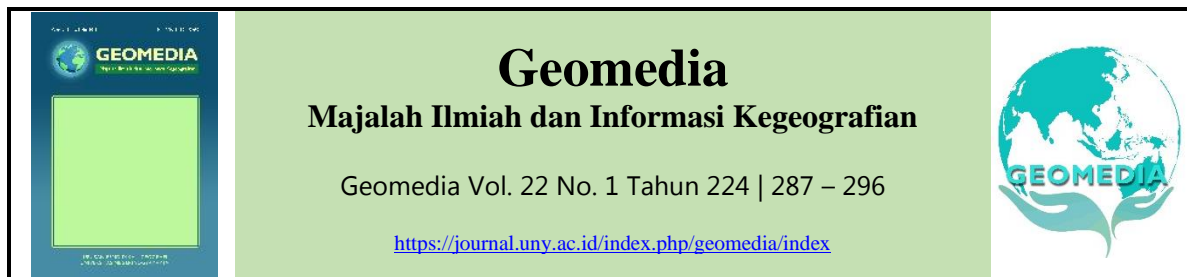 GEOMEDIA
Geomedia
Majalah Ilmiah dan Informasi Kegeografian
Geomedia Vol. 22 No. 1 Tahun 224 | 287 – 296
https://journal.uny.ac.id/index.php/geomedia/index
GEOMEDIA